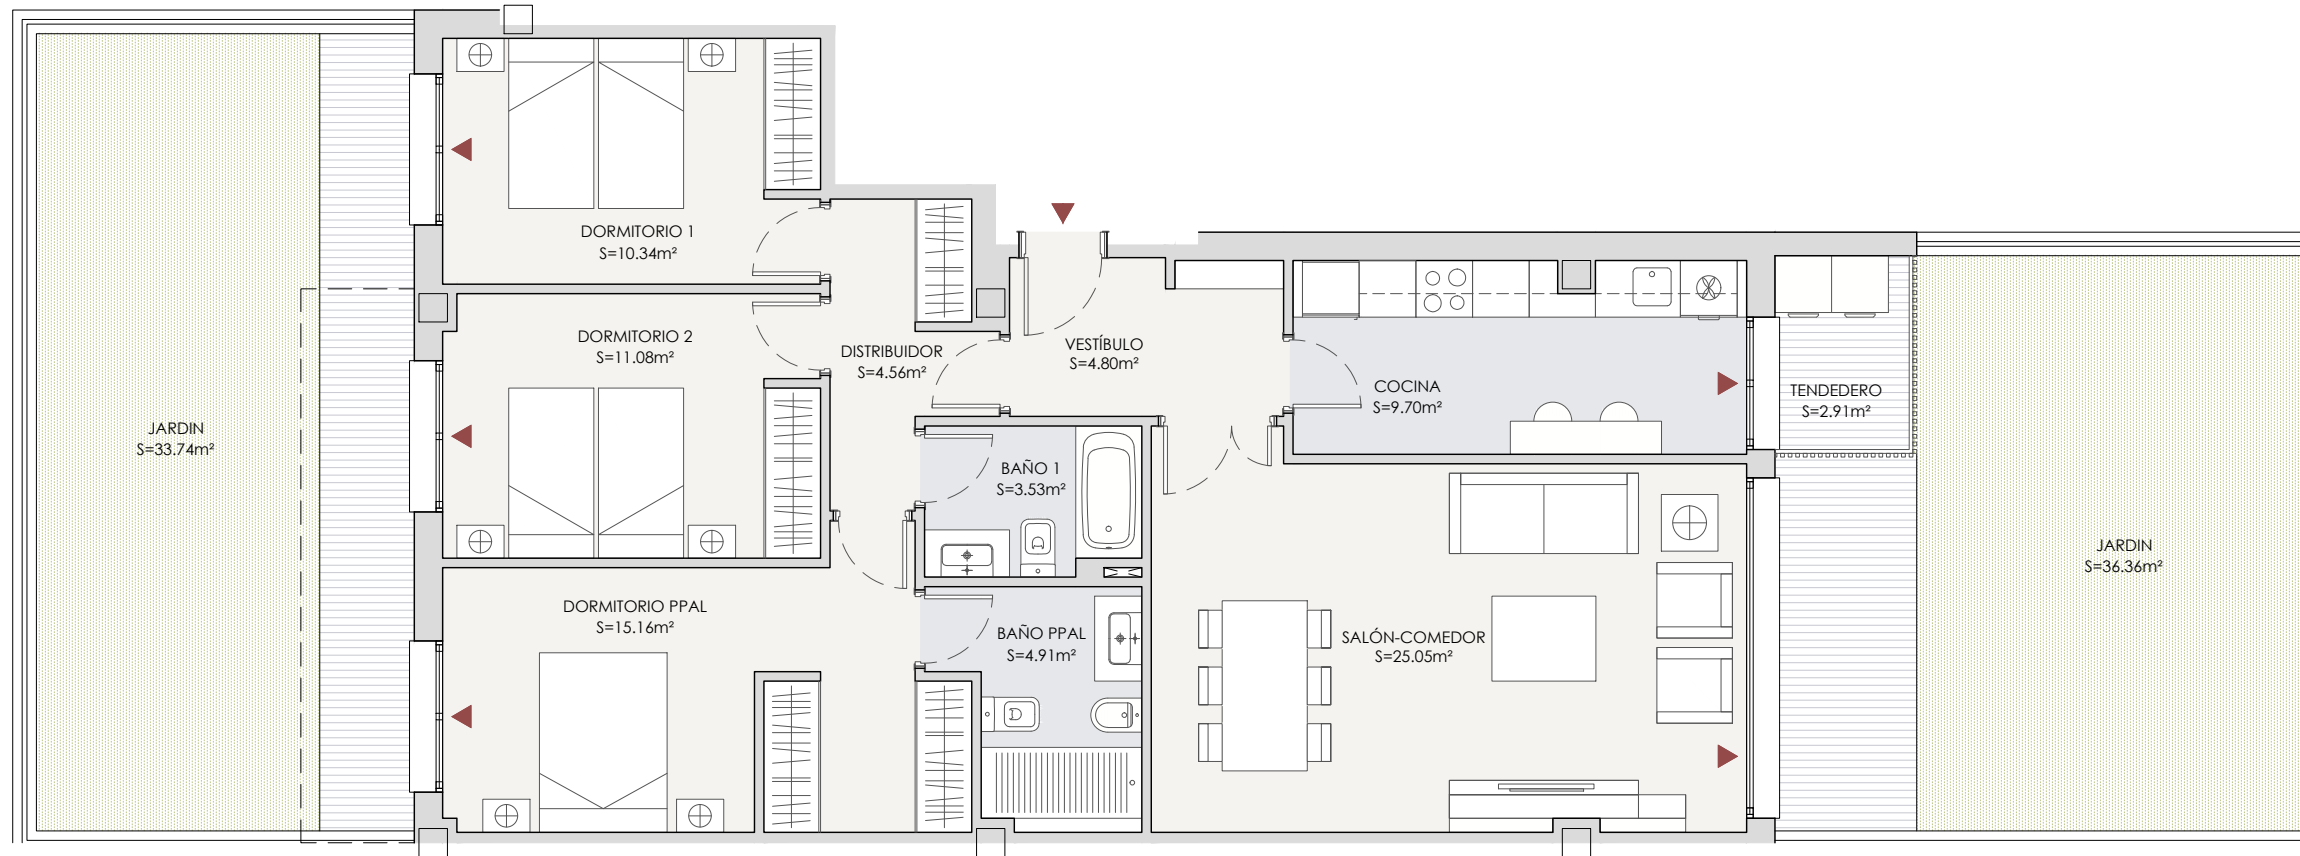 DORMITORIO 1
S=10.34m²
DORMITORIO 2
S=11.08m²
DISTRIBUIDOR
S=4.56m²
VESTÍBULO
S=4.80m²
COCINA
S=9.70m²
TENDEDERO
S=2.91m²
JARDIN
S=33.74m²
BAÑO 1
S=3.53m²
JARDIN
S=36.36m²
DORMITORIO PPAL
S=15.16m²
BAÑO PPAL
S=4.91m²
SALÓN-COMEDOR
S=25.05m²